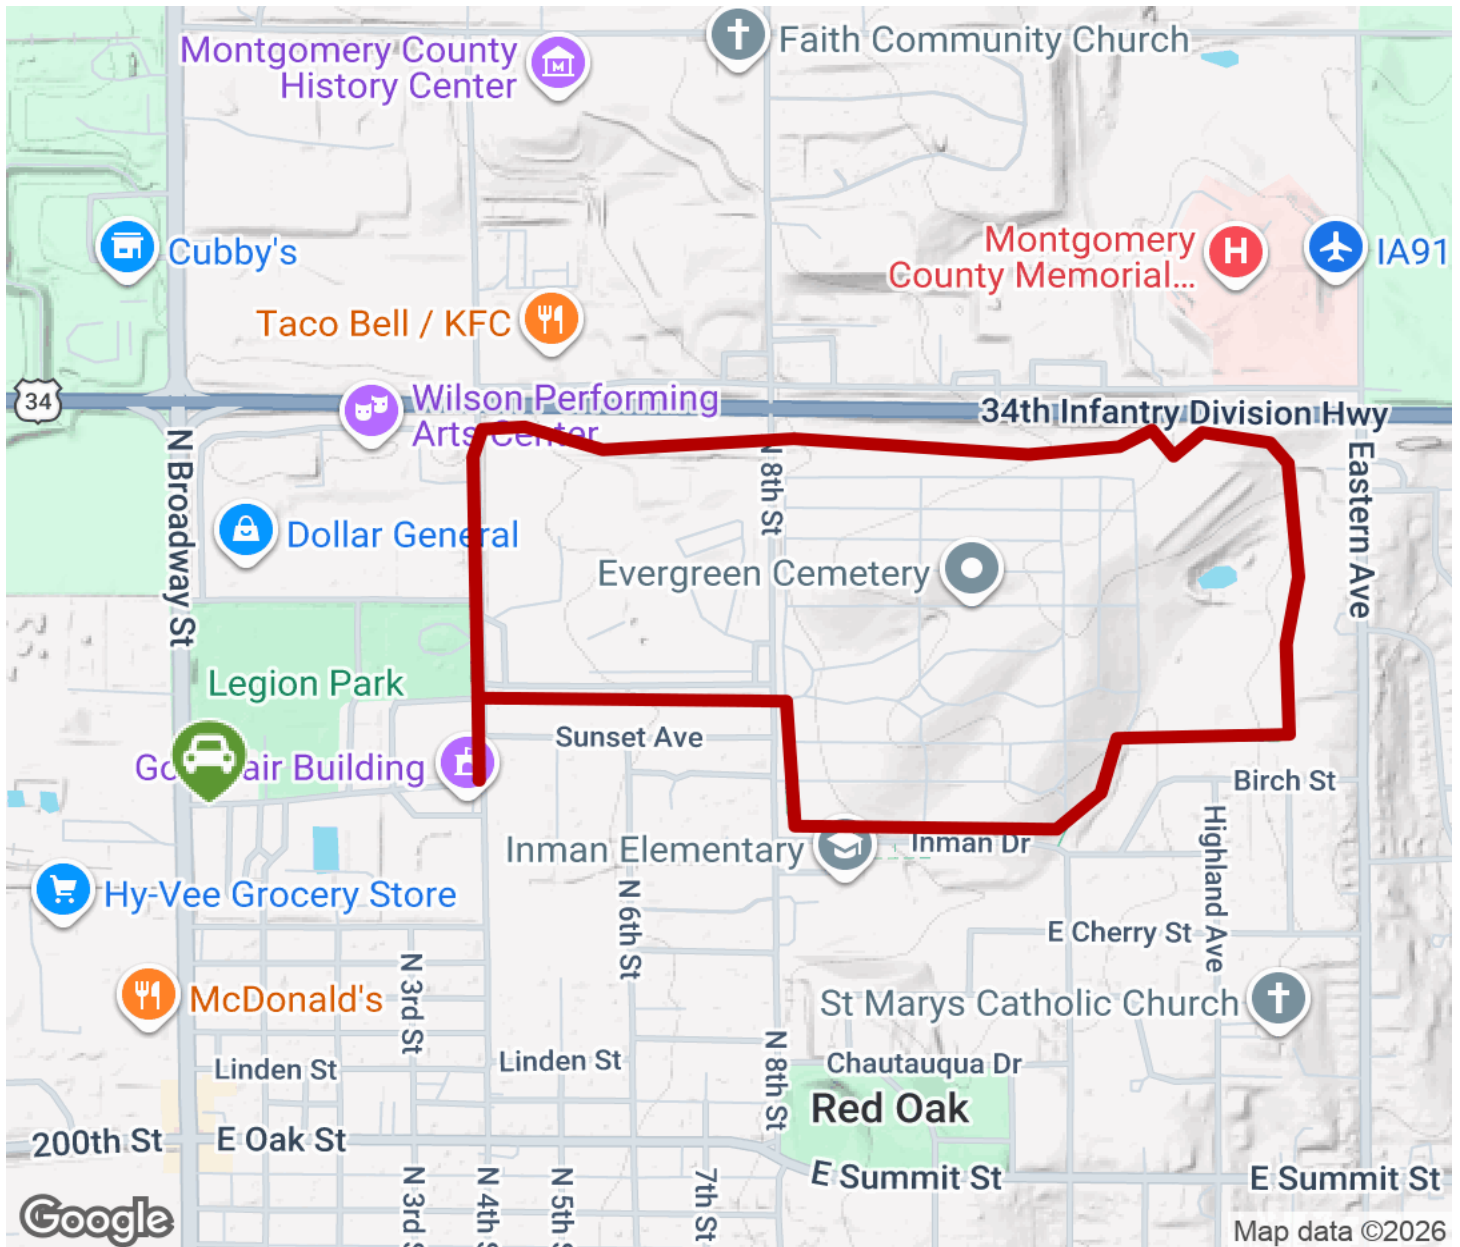 Montgomery County
History Center
Faith Community Church
Cubby's
Montgomery
County Memorial...
IA91
Taco Bell / KFC
34
Wilson Performing
Arts Center
34th Infantry Division Hwy
N Broadway St
N 8th St
Eastern Ave
Dollar General
Evergreen Cemetery
Legion Park
Sunset Ave
Building
Birch St
Inman Elementary
Inman Dr
Highland Ave
Hy-Vee Grocery Store
N 6th St
E Cherry St
N 3rd St
McDonald's
St Marys Catholic Church
Linden St
Linden St
N 8th St
Chautauqua Dr
Red Oak
200th St
E Oak St
E Summit St
E Summit St
N 3rd
N 4th
N 5th
7th St
Google
Map data ©2026